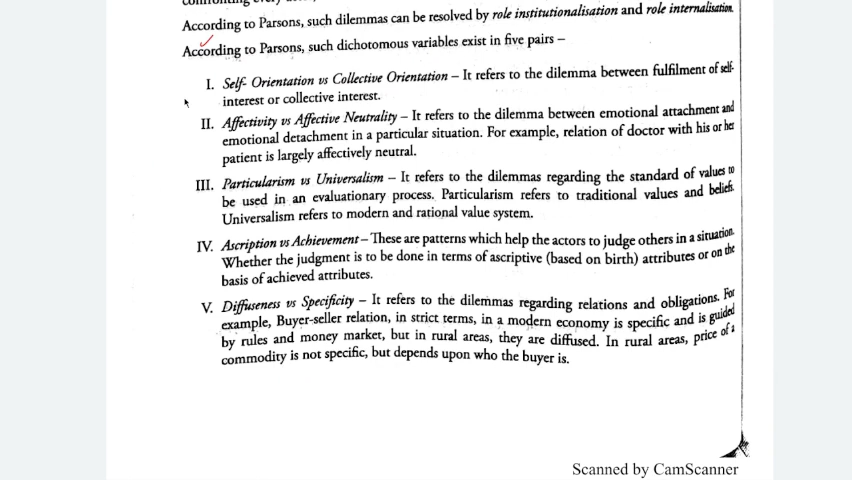 According to Parsons, such dilemmas can be resolved by role institutionalisation and role internalisation.
According to Parsons, such dichotomous variables exist in five pairs –
I. Self- Orientation vs Collective Orientation – It refers to the dilemma between fulfilment of self-
interest or collective interest.
II. Affectivity vs Affective Neutrality – It refers to the dilemma between emotional attachment and
emotional detachment in a particular situation. For example, relation of doctor with his or her
patient is largely affectively neutral.
III. Particularism vs Universalism – It refers to the dilemmas regarding the standard of values to
be used in an evaluationary process. Particularism refers to traditional values and beliefs.
Universalism refers to modern and rational value system.
IV. Ascription vs Achievement – These are patterns which help the actors to judge others in a situation.
Whether the judgment is to be done in terms of ascriptive (based on birth) attributes or on the
basis of achieved attributes.
V. Diffuseness vs Specificity – It refers to the dilemmas regarding relations and obligations. For
example, Buyer-seller relation, in strict terms, in a modern economy is specific and is guided
by rules and money market, but in rural areas, they are diffused. In rural areas, price of a
commodity is not specific, but depends upon who the buyer is.
Scanned by CamScanner